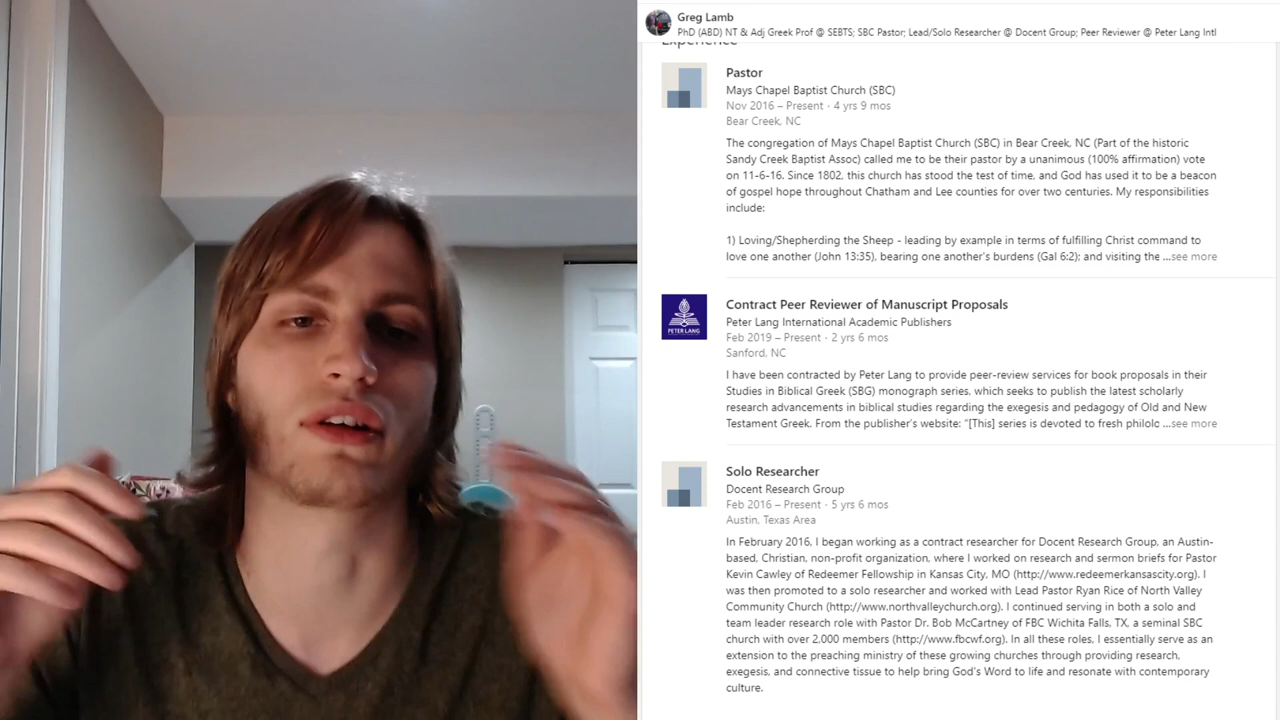 Greg Lamb
PhD (ABD) NT & Adj Greek Prof @ SEBTS; SBC Pastor; Lead/Solo Researcher @ Docent Group; Peer Reviewer @ Peter Lang Intl
Experience
Pastor
Mays Chapel Baptist Church (SBC)
Nov 2016 – Present · 4 yrs 9 mos
Bear Creek, NC
The congregation of Mays Chapel Baptist Church (SBC) in Bear Creek, NC (Part of the historic
Sandy Creek Baptist Assoc) called me to be their pastor by a unanimous (100% affirmation) vote
on 11-6-16. Since 1802, this church has stood the test of time, and God has used it to be a beacon
of gospel hope throughout Chatham and Lee counties for over two centuries. My responsibilities
include:
1) Loving/Shepherding the Sheep - leading by example in terms of fulfilling Christ command to
love one another (John 13:35), bearing one another's burdens (Gal 6:2); and visiting the ...see more
PETER LANG
Contract Peer Reviewer of Manuscript Proposals
Peter Lang International Academic Publishers
Feb 2019 – Present · 2 yrs 6 mos
Sanford, NC
I have been contracted by Peter Lang to provide peer-review services for book proposals in their
Studies in Biblical Greek (SBG) monograph series, which seeks to publish the latest scholarly
research advancements in biblical studies regarding the exegesis and pedagogy of Old and New
Testament Greek. From the publisher's website: "[This] series is devoted to fresh philolo ...see more
Solo Researcher
Docent Research Group
Feb 2016 – Present · 5 yrs 6 mos
Austin, Texas Area
In February 2016, I began working as a contract researcher for Docent Research Group, an Austin-
based, Christian, non-profit organization, where I worked on research and sermon briefs for Pastor
Kevin Cawley of Redeemer Fellowship in Kansas City, MO (http://www.redeemerkansascity.org). I
was then promoted to a solo researcher and worked with Lead Pastor Ryan Rice of North Valley
Community Church (http://www.northvalleychurch.org). I continued serving in both a solo and
team leader research role with Pastor Dr. Bob McCartney of FBC Wichita Falls, TX, a seminal SBC
church with over 2,000 members (http://www.fbcwf.org). In all these roles, I essentially serve as an
extension to the preaching ministry of these growing churches through providing research,
exegesis, and connective tissue to help bring God's Word to life and resonate with contemporary
culture.